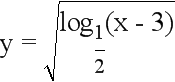 y = √(log_{1/2}(x - 3))